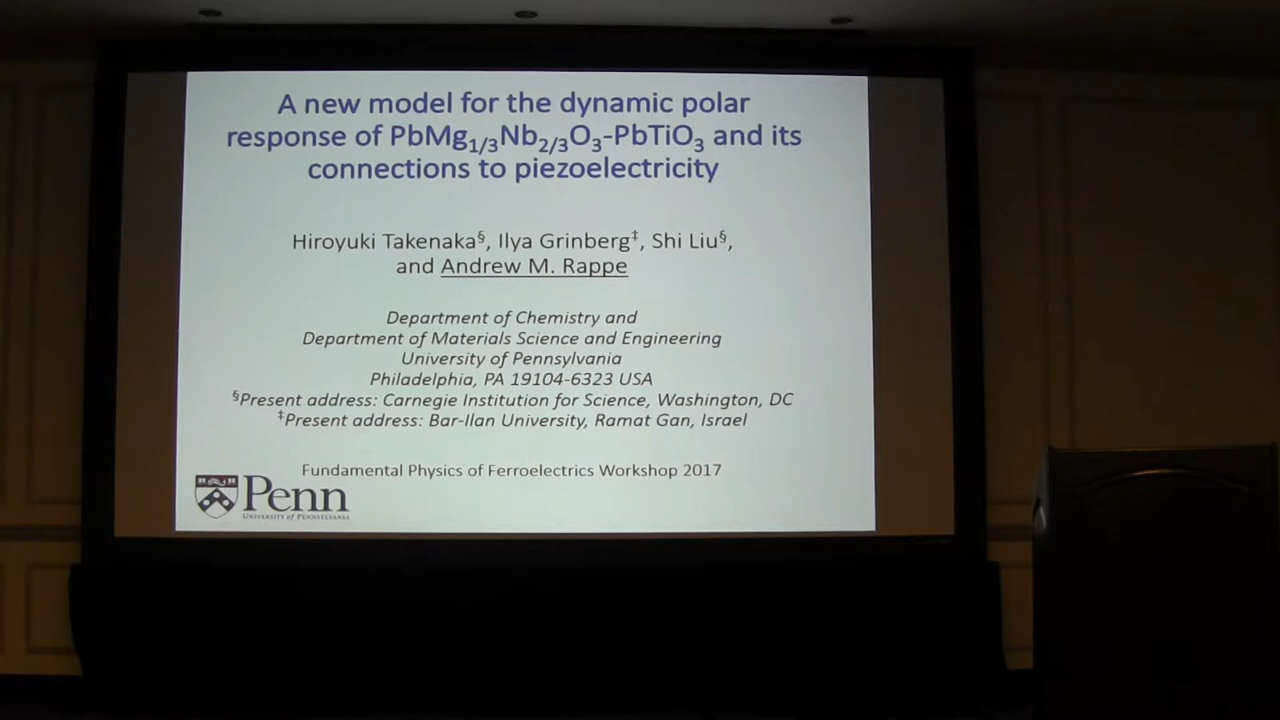 A new model for the dynamic polar
response of PbMg₁/₃Nb₂/₃O₃-PbTiO₃ and its
connections to piezoelectricity
Hiroyuki Takenaka§, Ilya Grinberg‡, Shi Liu§,
and Andrew M. Rappe
Department of Chemistry and
Department of Materials Science and Engineering
University of Pennsylvania
Philadelphia, PA 19104-6323 USA
§Present address: Carnegie Institution for Science, Washington, DC
‡Present address: Bar-Ilan University, Ramat Gan, Israel
Fundamental Physics of Ferroelectrics Workshop 2017
Penn
UNIVERSITY of PENNSYLVANIA